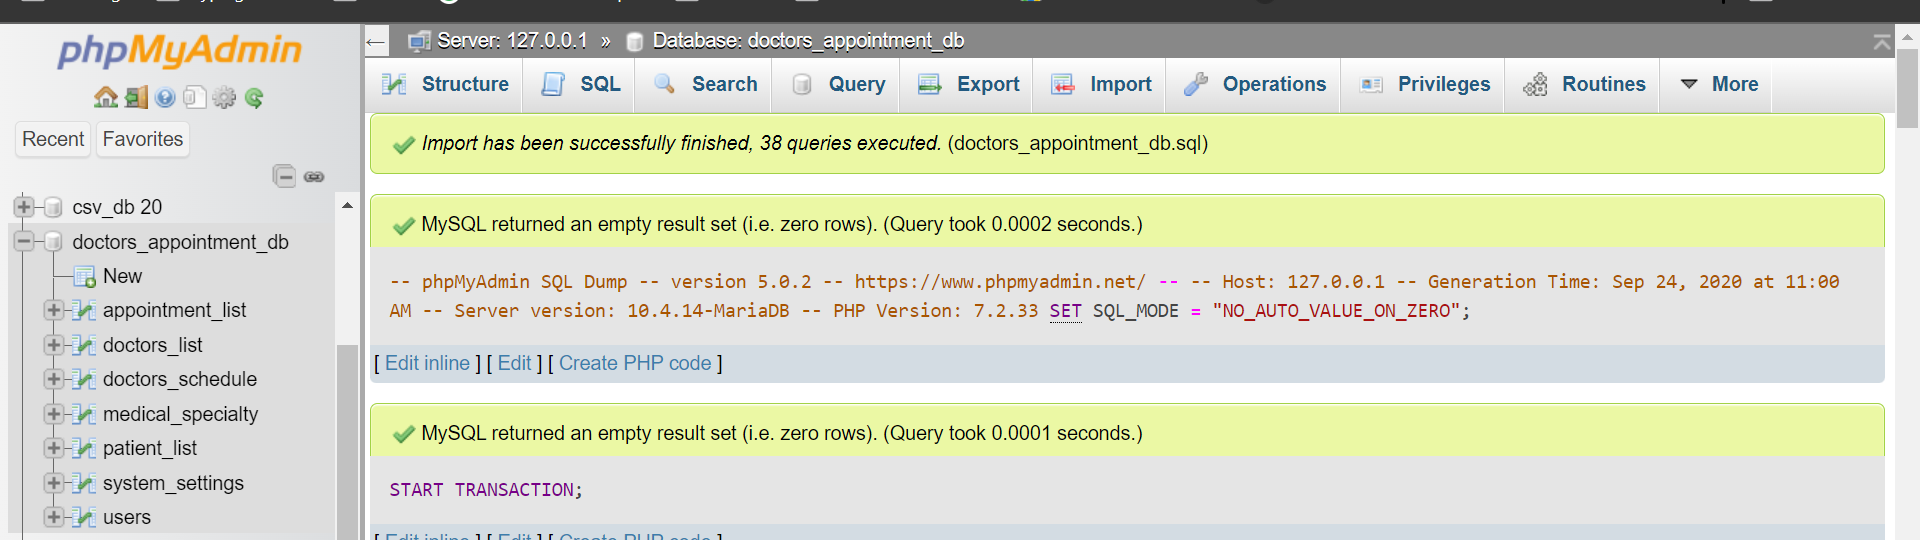 phpMyAdmin
Recent
Favorites
csv_db 20
doctors_appointment_db
New
appointment_list
doctors_list
doctors_schedule
medical_specialty
patient_list
system_settings
users
Server: 127.0.0.1 » Database: doctors_appointment_db
Structure
SQL
Search
Query
Export
Import
Operations
Privileges
Routines
More
Import has been successfully finished, 38 queries executed. (doctors_appointment_db.sql)
MySQL returned an empty result set (i.e. zero rows). (Query took 0.0002 seconds.)
-- phpMyAdmin SQL Dump -- version 5.0.2 -- https://www.phpmyadmin.net/ -- -- Host: 127.0.0.1 -- Generation Time: Sep 24, 2020 at 11:00
AM -- Server version: 10.4.14-MariaDB -- PHP Version: 7.2.33 SET SQL_MODE = "NO_AUTO_VALUE_ON_ZERO";
[ Edit inline ] [ Edit ] [ Create PHP code ]
MySQL returned an empty result set (i.e. zero rows). (Query took 0.0001 seconds.)
START TRANSACTION;
[ Edit inline ] [ Edit ] [ Create PHP code ]